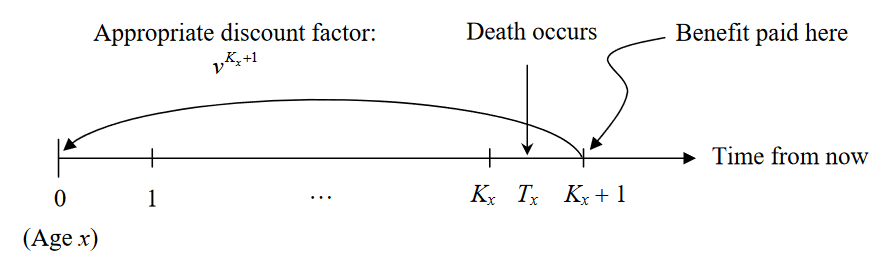 Appropriate discount factor:
Death occurs
Benefit paid here
v^{K_x+1}
Time from now
0
1
...
K_x
T_x
K_x + 1
(Age x)